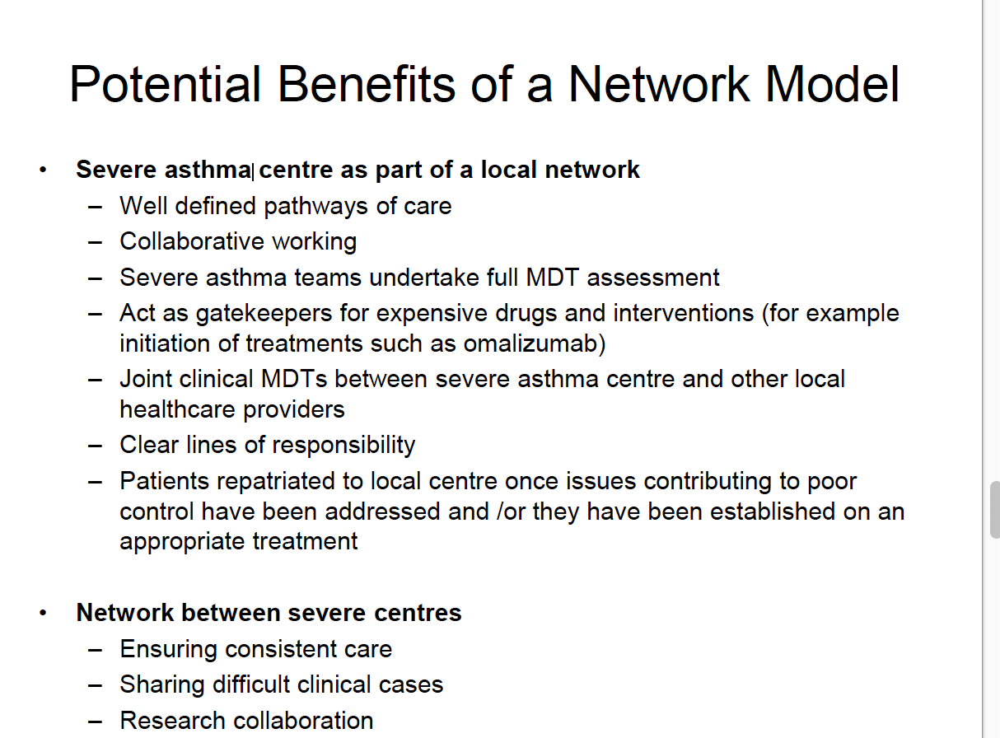 Potential Benefits of a Network Model
• Severe asthma centre as part of a local network
– Well defined pathways of care
– Collaborative working
– Severe asthma teams undertake full MDT assessment
– Act as gatekeepers for expensive drugs and interventions (for example
initiation of treatments such as omalizumab)
– Joint clinical MDTs between severe asthma centre and other local
healthcare providers
– Clear lines of responsibility
– Patients repatriated to local centre once issues contributing to poor
control have been addressed and /or they have been established on an
appropriate treatment
• Network between severe centres
– Ensuring consistent care
– Sharing difficult clinical cases
– Research collaboration